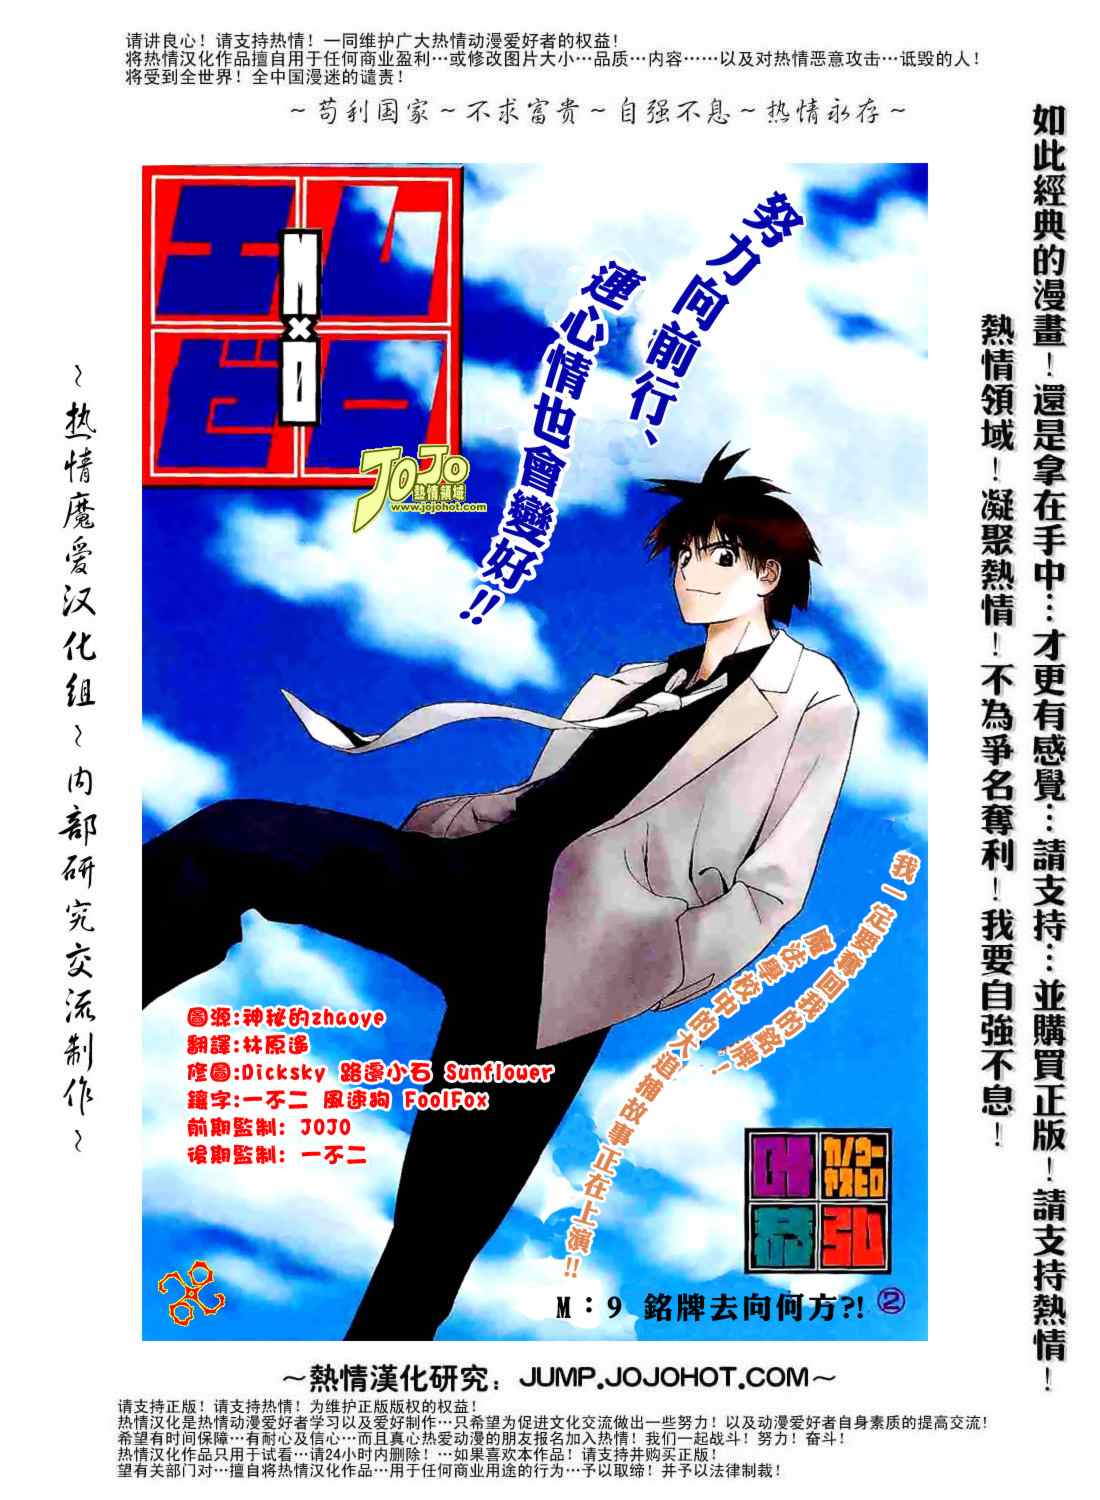 请讲良心！请支持热情！一同维护广大热情动漫爱好者的权益！
将热情汉化作品擅自用于任何商业盈利…或修改图片大小…品质…内容……以及对热情恶意攻击…诋毁的人！
将受到全世界！全中国漫迷的谴责！
～苟利国家～不求富贵～自强不息～热情永存～
如此經典的漫畫！還是拿在手中…才更有感覺…請支持…並購買正版！請支持熱情！
熱情領域！凝聚熱情！不為爭名奪利！我要自強不息！
エム
M×0
ゼロ
努力向前行、
連心情也會變好!!
JOJO
熱情領域
www.jojohot.com
～热情魔爱汉化组～内部研究交流制作～
我一定要奪回我的銘牌！
魔法學校中的大追捕故事正在上演!!
圖源:神秘的zhaoye
翻譯:林原遙
修圖:Dicksky 路邊小石 Sunflower
鑲字:一不二 風速狗 FoolFox
前期監制: JOJO
後期監制: 一不二
叶
カノウヤスヒロ
恭弘
M：9 銘牌去向何方?! ②
～熱情漢化研究：JUMP.JOJOHOT.COM～
请支持正版！请支持热情！为维护正版版权的权益！
热情汉化是热情动漫爱好者学习以及爱好制作…只希望为促进文化交流做出一些努力！以及动漫爱好者自身素质的提高交流！
希望有时间保障…有耐心及信心…而且真心热爱动漫的朋友报名加入热情！我们一起战斗！努力！奋斗！
热情汉化作品只用于试看…请24小时内删除！…如果喜欢本作品！请支持并购买正版！
望有关部门对…擅自将热情汉化作品…用于任何商业用途的行为…予以取缔！并予以法律制裁！